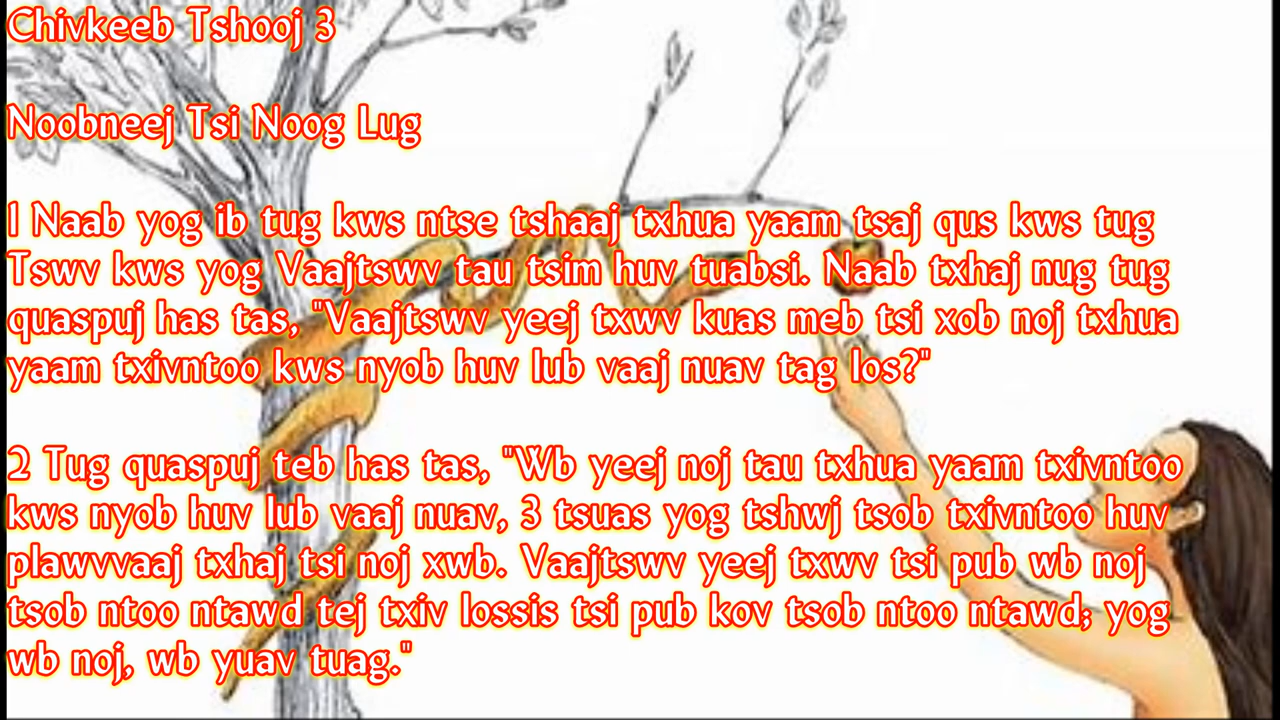 Chivkeeb Tshooj 3
Noobneej Tsi Noog Lug
1 Naab yog ib tug kws ntse tshaaj txhua yaam tsaj qus kws tug
Tswv kws yog Vaajtswv tau tsim huv tuabsi. Naab txhaj nug tug
quaspuj has tas, "Vaajtswv yeej txwv kuas meb tsi xob noj txhua
yaam txivntoo kws nyob huv lub vaaj nuav tag los?"
2 Tug quaspuj teb has tas, "Wb yeej noj tau txhua yaam txivntoo
kws nyob huv lub vaaj nuav, 3 tsuas yog tshwj tsob txivntoo huv
plawvvaaj txhaj tsi noj xwb. Vaajtswv yeej txwv tsi pub wb noj
tsob ntoo ntawd tej txiv lossis tsi pub kov tsob ntoo ntawd; yog
wb noj, wb yuav tuag."